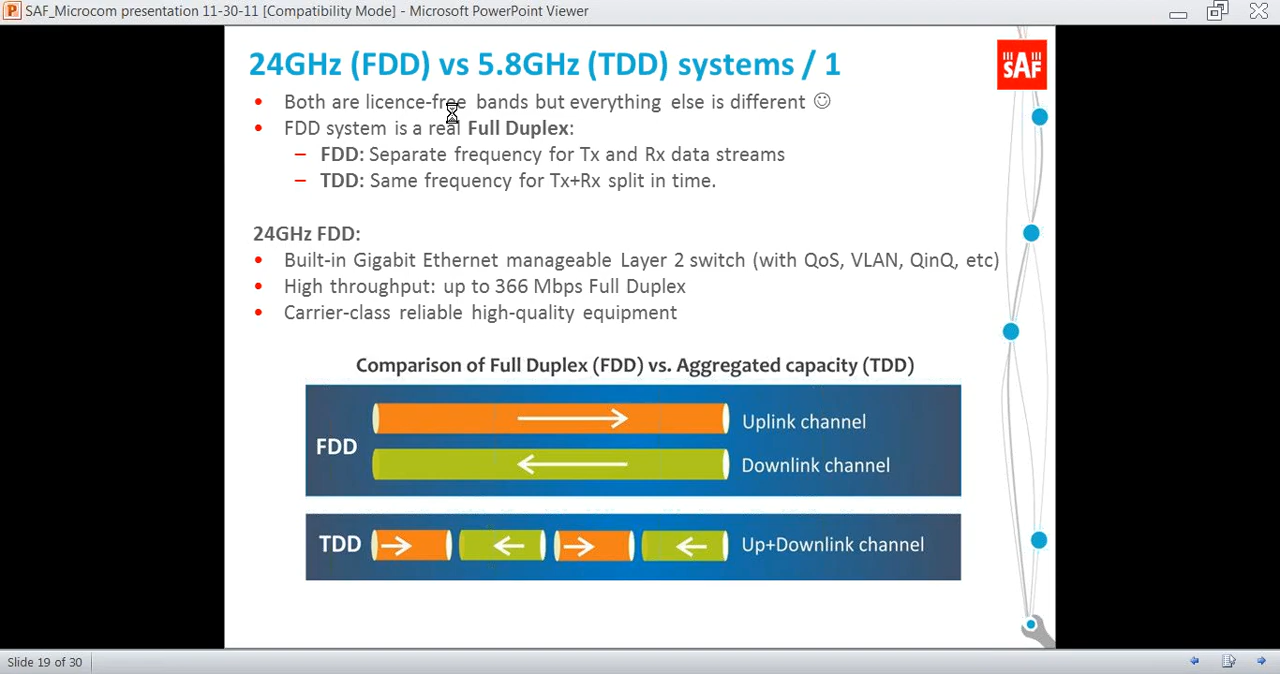 SAF_Microcom presentation 11-30-11 [Compatibility Mode] - Microsoft PowerPoint Viewer
24GHz (FDD) vs 5.8GHz (TDD) systems / 1
SAF
• Both are licence-free bands but everything else is different ☺
• FDD system is a real Full Duplex:
– FDD: Separate frequency for Tx and Rx data streams
– TDD: Same frequency for Tx+Rx split in time.
24GHz FDD:
• Built-in Gigabit Ethernet manageable Layer 2 switch (with QoS, VLAN, QinQ, etc)
• High throughput: up to 366 Mbps Full Duplex
• Carrier-class reliable high-quality equipment
Comparison of Full Duplex (FDD) vs. Aggregated capacity (TDD)
FDD
Uplink channel
Downlink channel
TDD
Up+Downlink channel
Slide 19 of 30